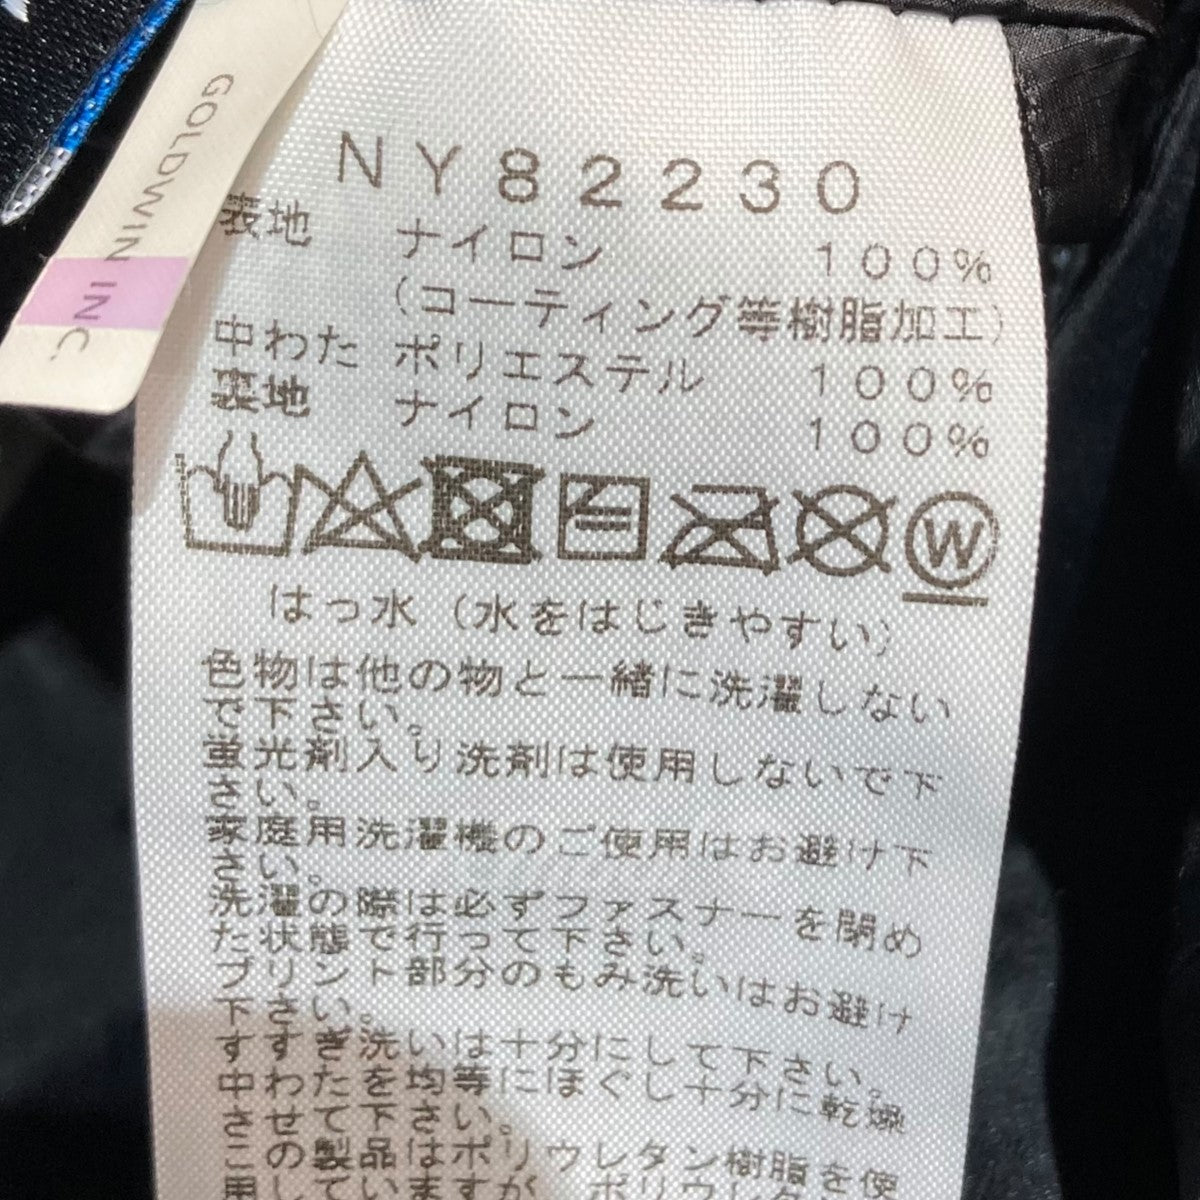 GOLDWIN INC.
NY82230
表地 ナイロン 100%
(コーティング等樹脂加工)
中わた ポリエステル 100%
裏地 ナイロン 100%
W
はっ水 (水をはじきやすい)
色物は他の物と一緒に洗濯しない
で下さい。
蛍光剤入り洗剤は使用しないで下
さい。
家庭用洗濯機のご使用はお避け下
さい。
洗濯の際は必ずファスナーを閉め
た状態で行って下さい。
プリント部分のもみ洗いはお避け
下さい。
すすぎ洗いは十分にして下さい。
中わたを均等にほぐし十分に乾燥
させて下さい。
この製品はポリウレタン樹脂を使
用していますが、ポリウレタ